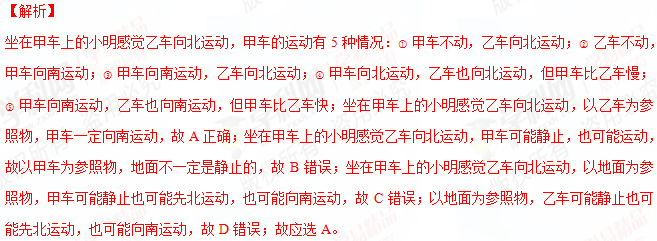 【解析】
坐在甲车上的小明感觉乙车向北运动，甲车的运动有 5 种情况：① 甲车不动，乙车向北运动；② 乙车不动，
甲车向南运动；③ 甲车向南运动，乙车向北运动；④ 甲车向北运动，乙车也向北运动，但甲车比乙车慢；
⑤ 甲车向南运动，乙车也向南运动，但甲车比乙车快；坐在甲车上的小明感觉乙车向北运动，以乙车为参
照物，甲车一定向南运动，故 A 正确；坐在甲车上的小明感觉乙车向北运动，甲车可能静止，也可能运动，
故以甲车为参照物，地面不一定是静止的，故 B 错误；坐在甲车上的小明感觉乙车向北运动，以地面为参
照物，甲车可能静止也可能先北运动，也可能向南运动，故 C 错误；以地面为参照物，乙车可能静止也可
能先北运动，也可能向南运动，故 D 错误；故应选 A。